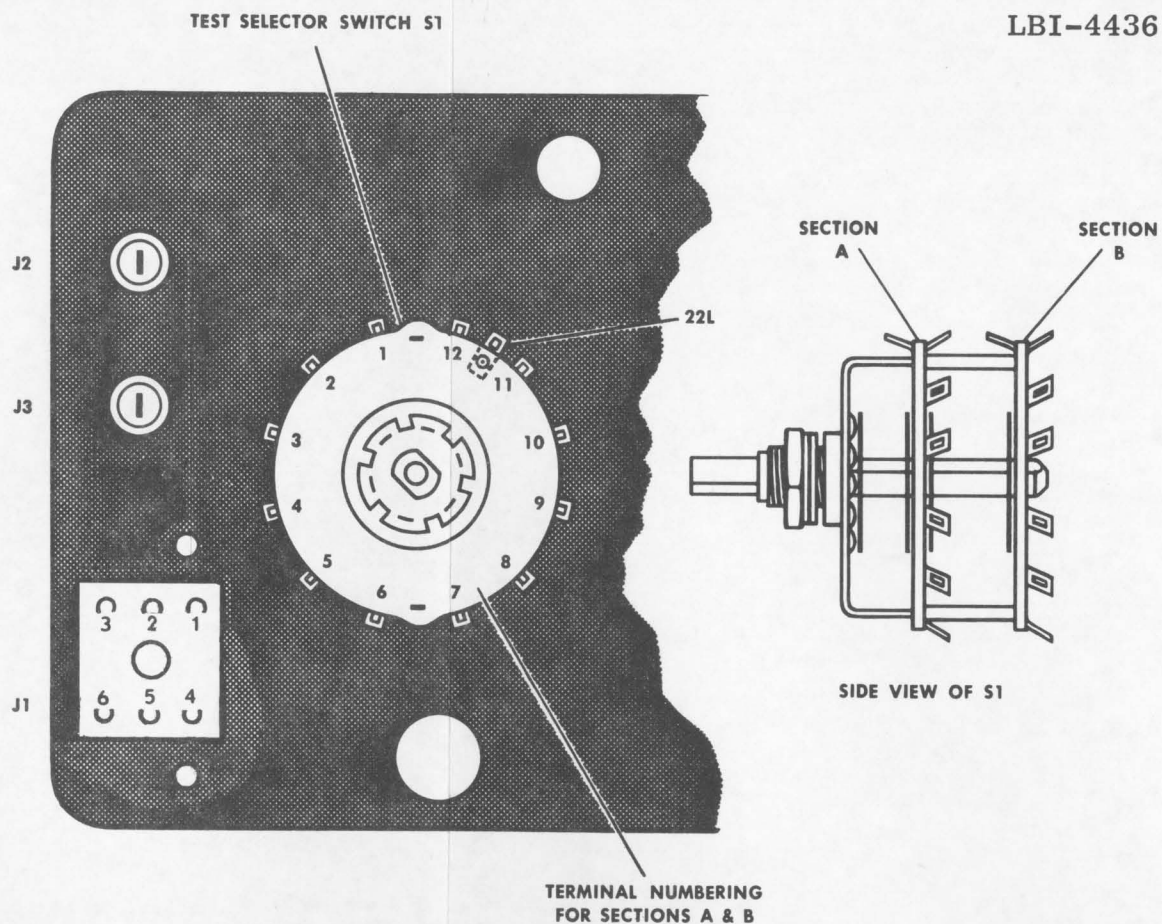 TEST SELECTOR SWITCH S1
LBI-4436
SECTION
A
SECTION
B
J2
22L
1
12
2
11
J3
3
10
4
9
5
8
6
7
3 2 1
J1
6 5 4
SIDE VIEW OF S1
TERMINAL NUMBERING
FOR SECTIONS A & B